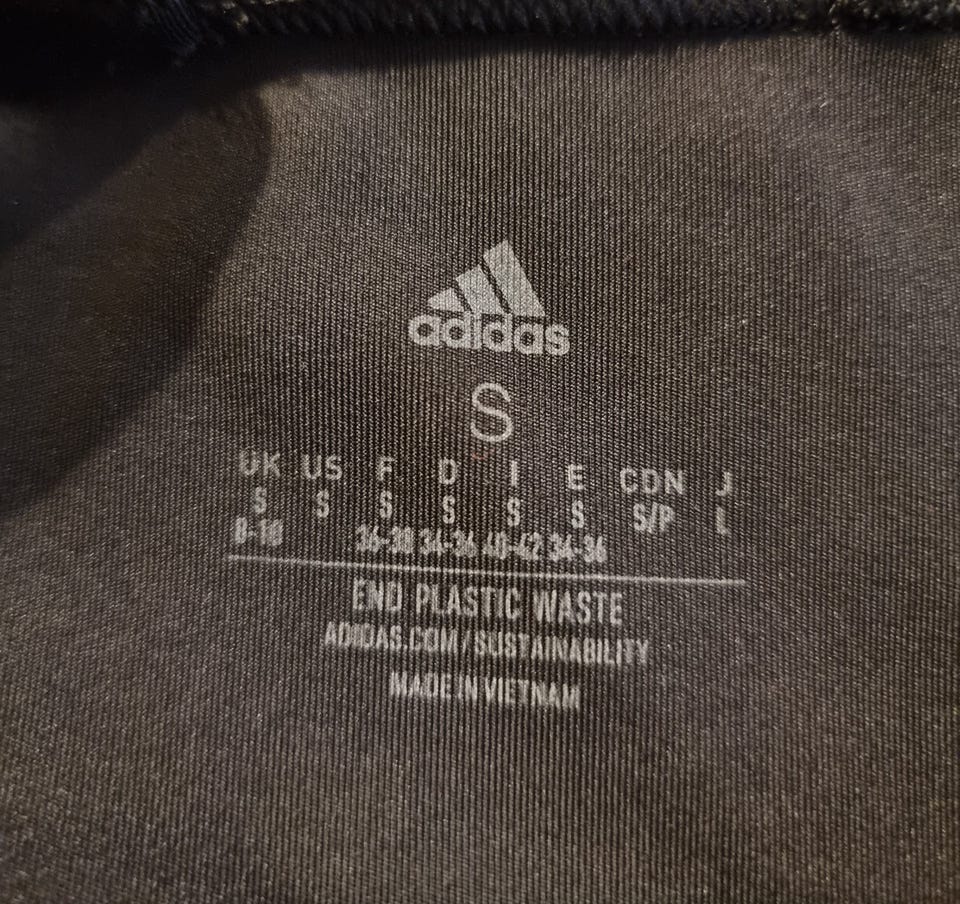 adidas
S
UK US F D I E CDN J
S S S S S S S/P L
8-10 36-38 34-36 40-42 34-36
END PLASTIC WASTE
ADIDAS.COM/SUSTAINABILITY
MADE IN VIETNAM